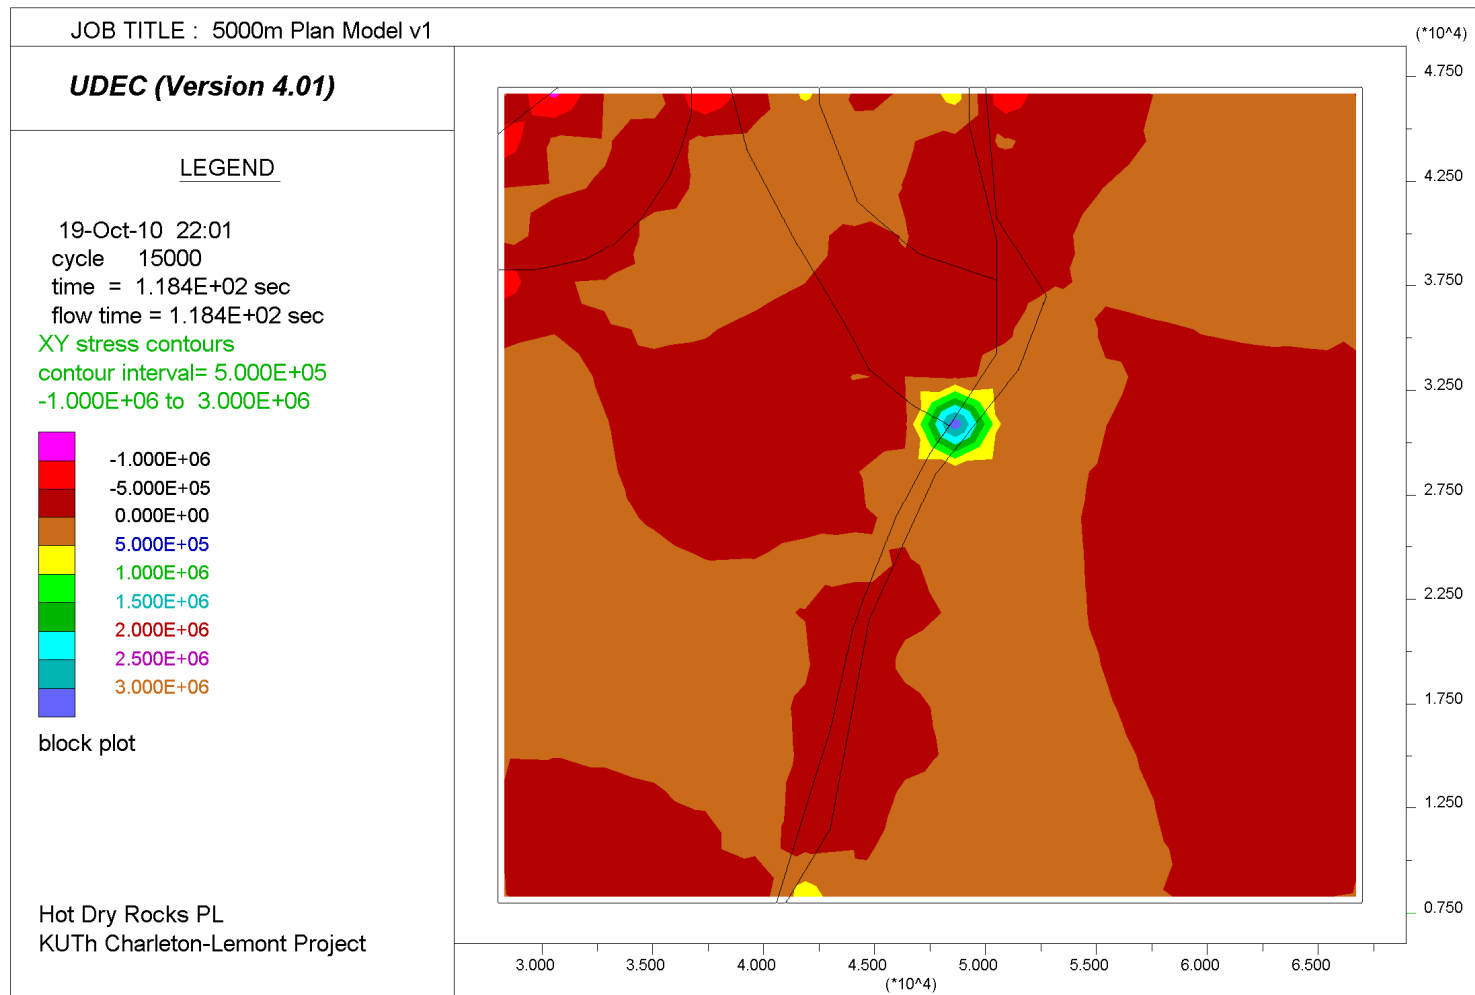 JOB TITLE : 5000m Plan Model v1
UDEC (Version 4.01)
LEGEND
19-Oct-10 22:01
cycle 15000
time = 1.184E+02 sec
flow time = 1.184E+02 sec
XY stress contours
contour interval= 5.000E+05
-1.000E+06 to 3.000E+06
-1.000E+06
-5.000E+05
0.000E+00
5.000E+05
1.000E+06
1.500E+06
2.000E+06
2.500E+06
3.000E+06
block plot
Hot Dry Rocks PL
KUTh Charleton-Lemont Project
(*10^4)
4.750
4.250
3.750
3.250
2.750
2.250
1.750
1.250
0.750
3.000 3.500 4.000 4.500 5.000 5.500 6.000 6.500
(*10^4)